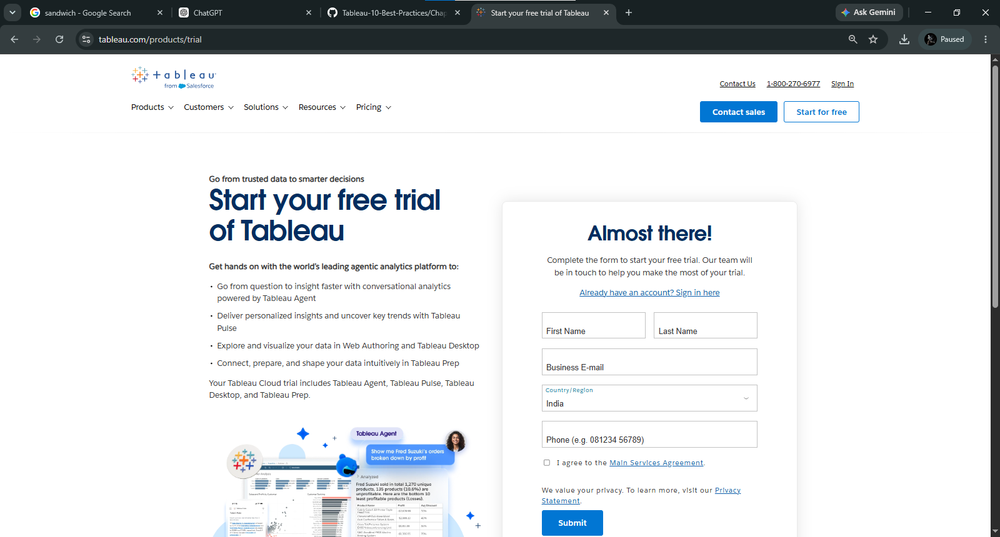 sandwich - Google Search
ChatGPT
Tableau-10-Best-Practices/Chap
Start your free trial of Tableau
Ask Gemini
tableau.com/products/trial
Paused
+ableau
from Salesforce
Contact Us
1-800-270-6977
Sign In
Products
Customers
Solutions
Resources
Pricing
Contact sales
Start for free
Go from trusted data to smarter decisions
Start your free trial
of Tableau
Get hands on with the world's leading agentic analytics platform to:
• Go from question to insight faster with conversational analytics
powered by Tableau Agent
• Deliver personalized insights and uncover key trends with Tableau
Pulse
• Explore and visualize your data in Web Authoring and Tableau Desktop
• Connect, prepare, and shape your data intuitively in Tableau Prep
Your Tableau Cloud trial includes Tableau Agent, Tableau Pulse, Tableau
Desktop, and Tableau Prep.
Tableau Agent
Show me Fred Suzuki's orders
broken down by profit
Analyzed
Fred Suzuki sold in total 1,270 unique
products, 135 products (10.6%) are
unprofitable. Here are the bottom 10
least profitable products (Losses).
Product Name
Profit
Avg Discount
Almost there!
Complete the form to start your free trial. Our team will
be in touch to help you make the most of your trial.
Already have an account? Sign in here
First Name
Last Name
Business E-mail
Country/Region
India
Phone (e.g. 081234 56789)
I agree to the Main Services Agreement.
We value your privacy. To learn more, visit our Privacy
Statement.
Submit